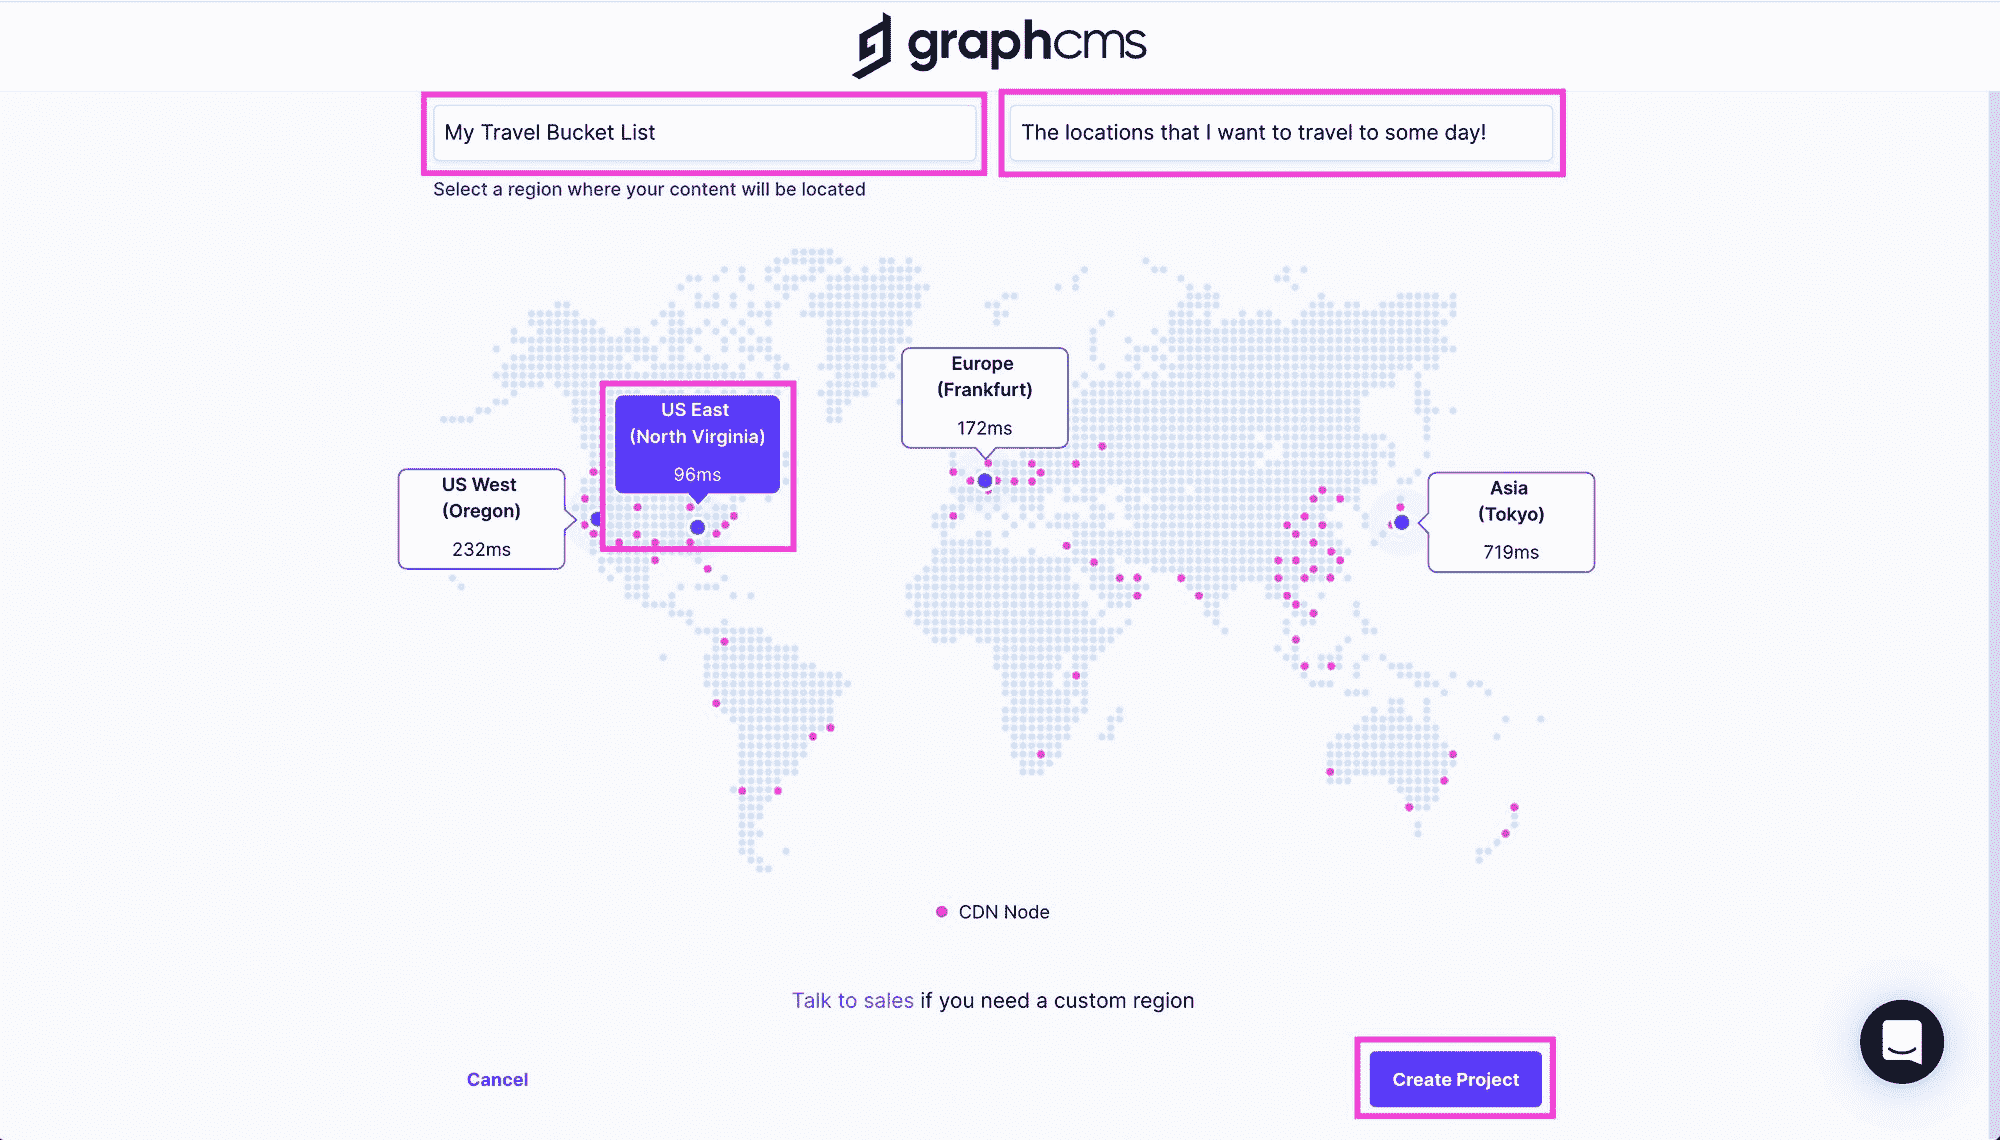 graphcms
My Travel Bucket List
The locations that I want to travel to some day!
Select a region where your content will be located
Europe
(Frankfurt)
172ms
US East
(North Virginia)
96ms
US West
(Oregon)
232ms
Asia
(Tokyo)
719ms
CDN Node
Talk to sales if you need a custom region
Cancel
Create Project